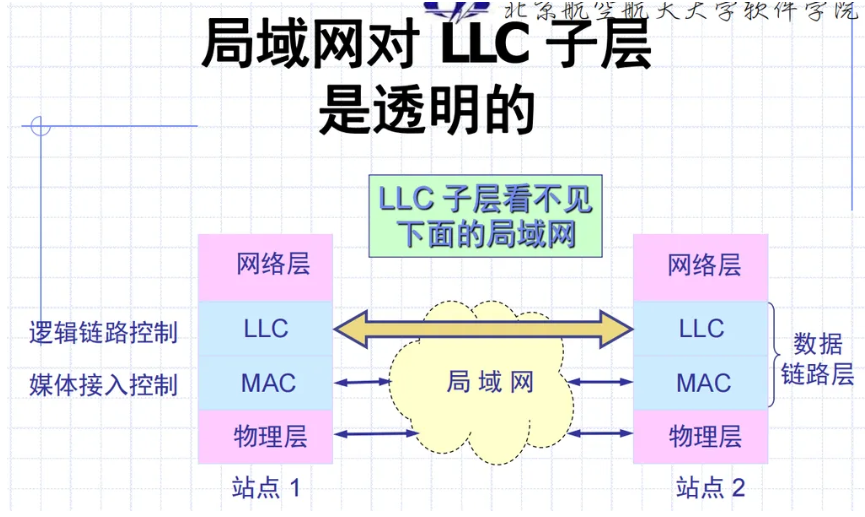 北京航空航天大学软件学院
局域网对 LLC 子层
是透明的
LLC 子层看不见
下面的局域网
网络层
网络层
逻辑链路控制
LLC
LLC
数据
链路层
媒体接入控制
MAC
局 域 网
MAC
物理层
物理层
站点 1
站点 2